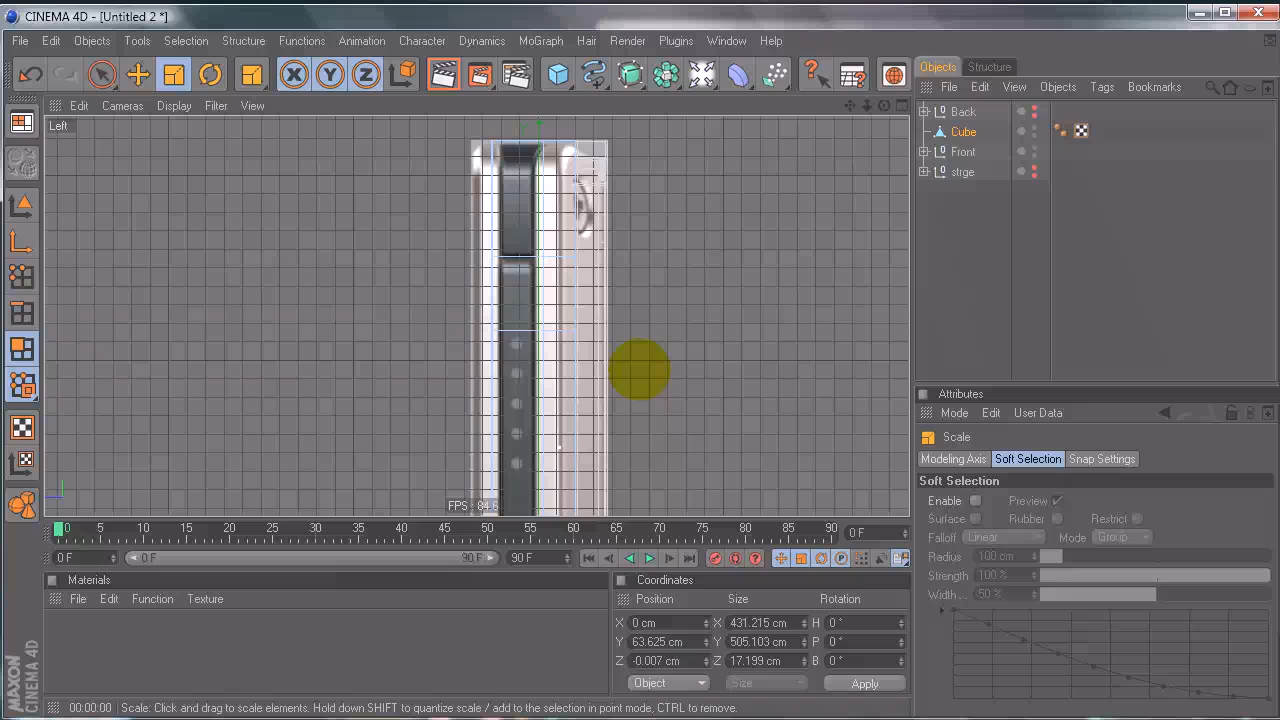 CINEMA 4D - [Untitled 2 *]
File Edit Objects Tools Selection Structure Functions Animation Character Dynamics MoGraph Hair Render Plugins Window Help
Objects Structure
File Edit View Objects Tags Bookmarks
Edit Cameras Display Filter View
Left
Back
Cube
Front
strge
FPS : 84.6
Attributes
Mode Edit User Data
Scale
Modeling Axis Soft Selection Snap Settings
Soft Selection
Enable Preview
Surface Rubber Restrict
Falloff Linear Mode Group
Radius 100 cm
Strength 100 %
Width .. 50 %
0 5 10 15 20 25 30 35 40 45 50 55 60 65 70 75 80 85 90 0 F
0 F 0 F 90 F 90 F
Materials
File Edit Function Texture
Coordinates
Position Size Rotation
X 0 cm X 431.215 cm H 0 °
Y 63.625 cm Y 505.103 cm P 0 °
Z -0.007 cm Z 17.199 cm B 0 °
Object Size Apply
MAXON CINEMA 4D
00:00:00 Scale: Click and drag to scale elements. Hold down SHIFT to quantize scale / add to the selection in point mode, CTRL to remove.